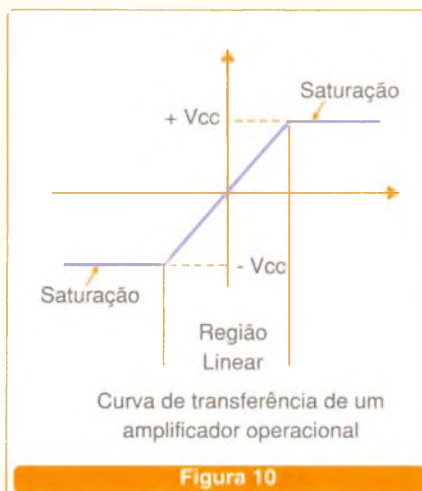 Saturação
+ Vcc
- Vcc
Saturação
Região
Linear
Curva de transferência de um
amplificador operacional
Figura 10